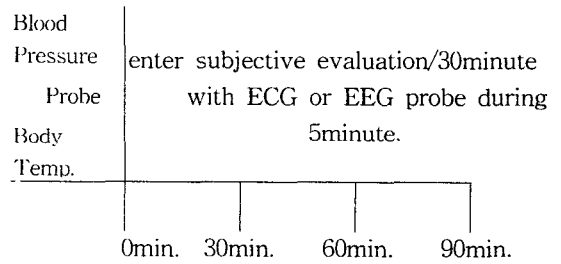 Blood
Pressure
Probe
Body
Temp.
enter subjective evaluation/30minute
with ECG or EEG probe during
5minute.
0min. 30min. 60min. 90min.